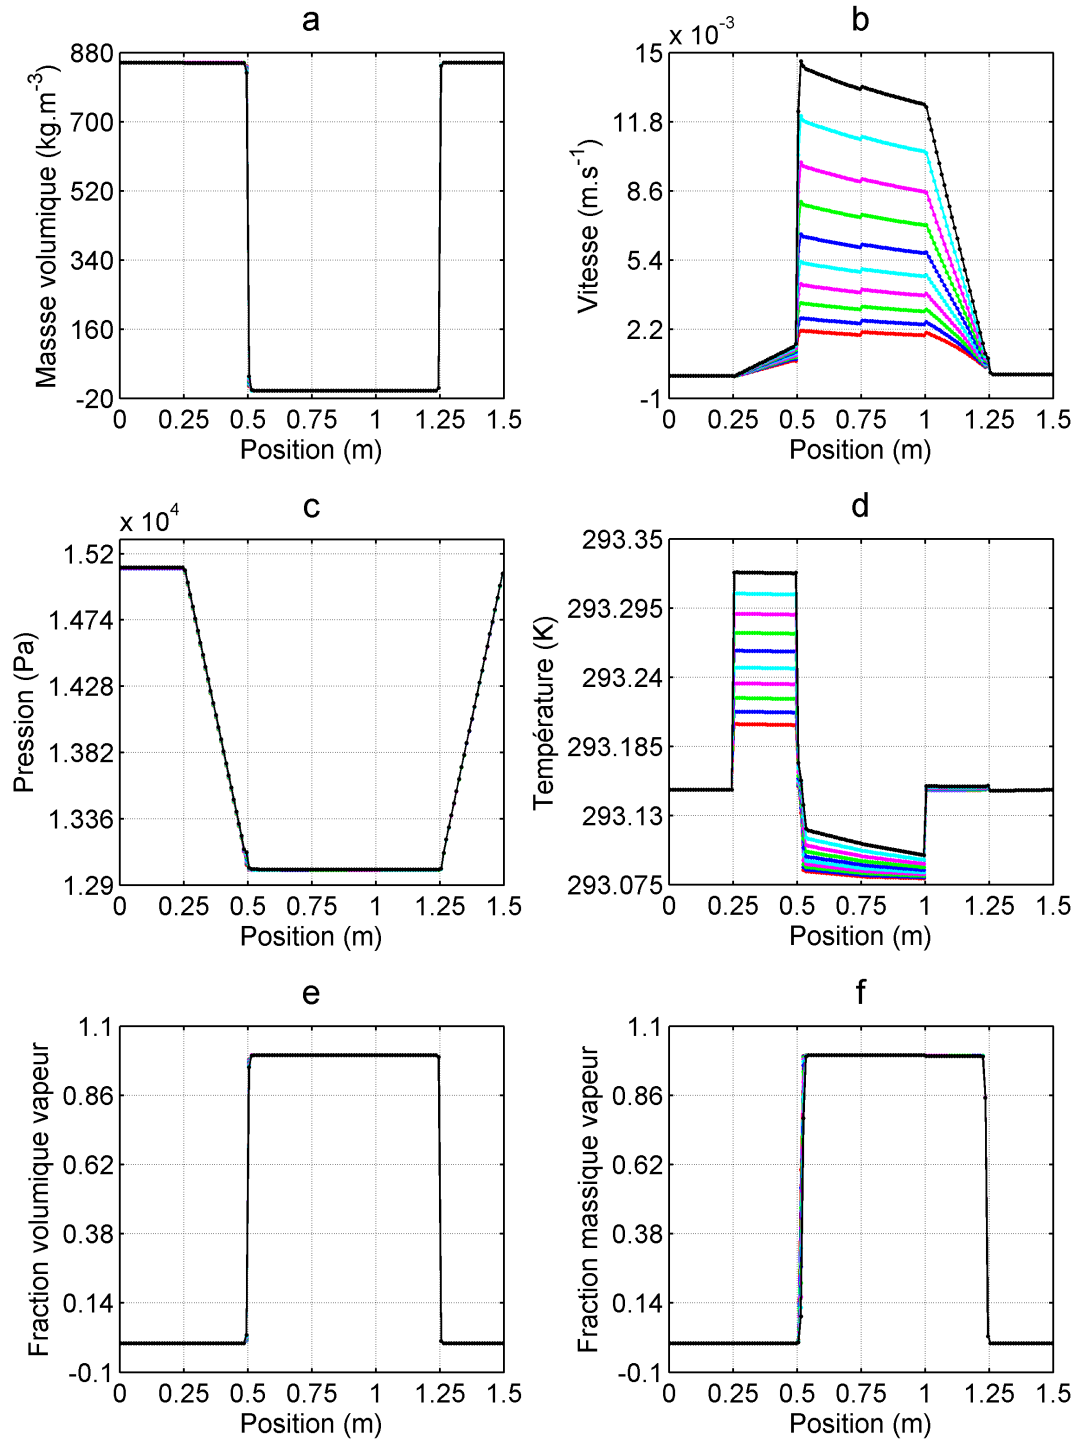 a
Massse volumique (kg.m-3)
880
700
520
340
160
-20
0 0.25 0.5 0.75 1 1.25 1.5
Position (m)
b
x 10-3
Vitesse (m.s-1)
15
11.8
8.6
5.4
2.2
-1
0 0.25 0.5 0.75 1 1.25 1.5
Position (m)
c
x 104
Pression (Pa)
1.52
1.474
1.428
1.382
1.336
1.29
0 0.25 0.5 0.75 1 1.25 1.5
Position (m)
d
Température (K)
293.35
293.295
293.24
293.185
293.13
293.075
0 0.25 0.5 0.75 1 1.25 1.5
Position (m)
e
Fraction volumique vapeur
1.1
0.86
0.62
0.38
0.14
-0.1
0 0.25 0.5 0.75 1 1.25 1.5
Position (m)
f
Fraction massique vapeur
1.1
0.86
0.62
0.38
0.14
-0.1
0 0.25 0.5 0.75 1 1.25 1.5
Position (m)